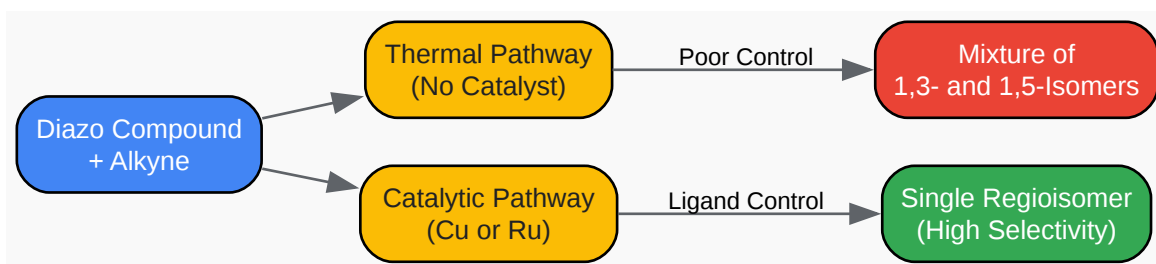 Diazo Compound
+ Alkyne
Thermal Pathway
(No Catalyst)
Poor Control
Mixture of
1,3- and 1,5-Isomers
Catalytic Pathway
(Cu or Ru)
Ligand Control
Single Regioisomer
(High Selectivity)